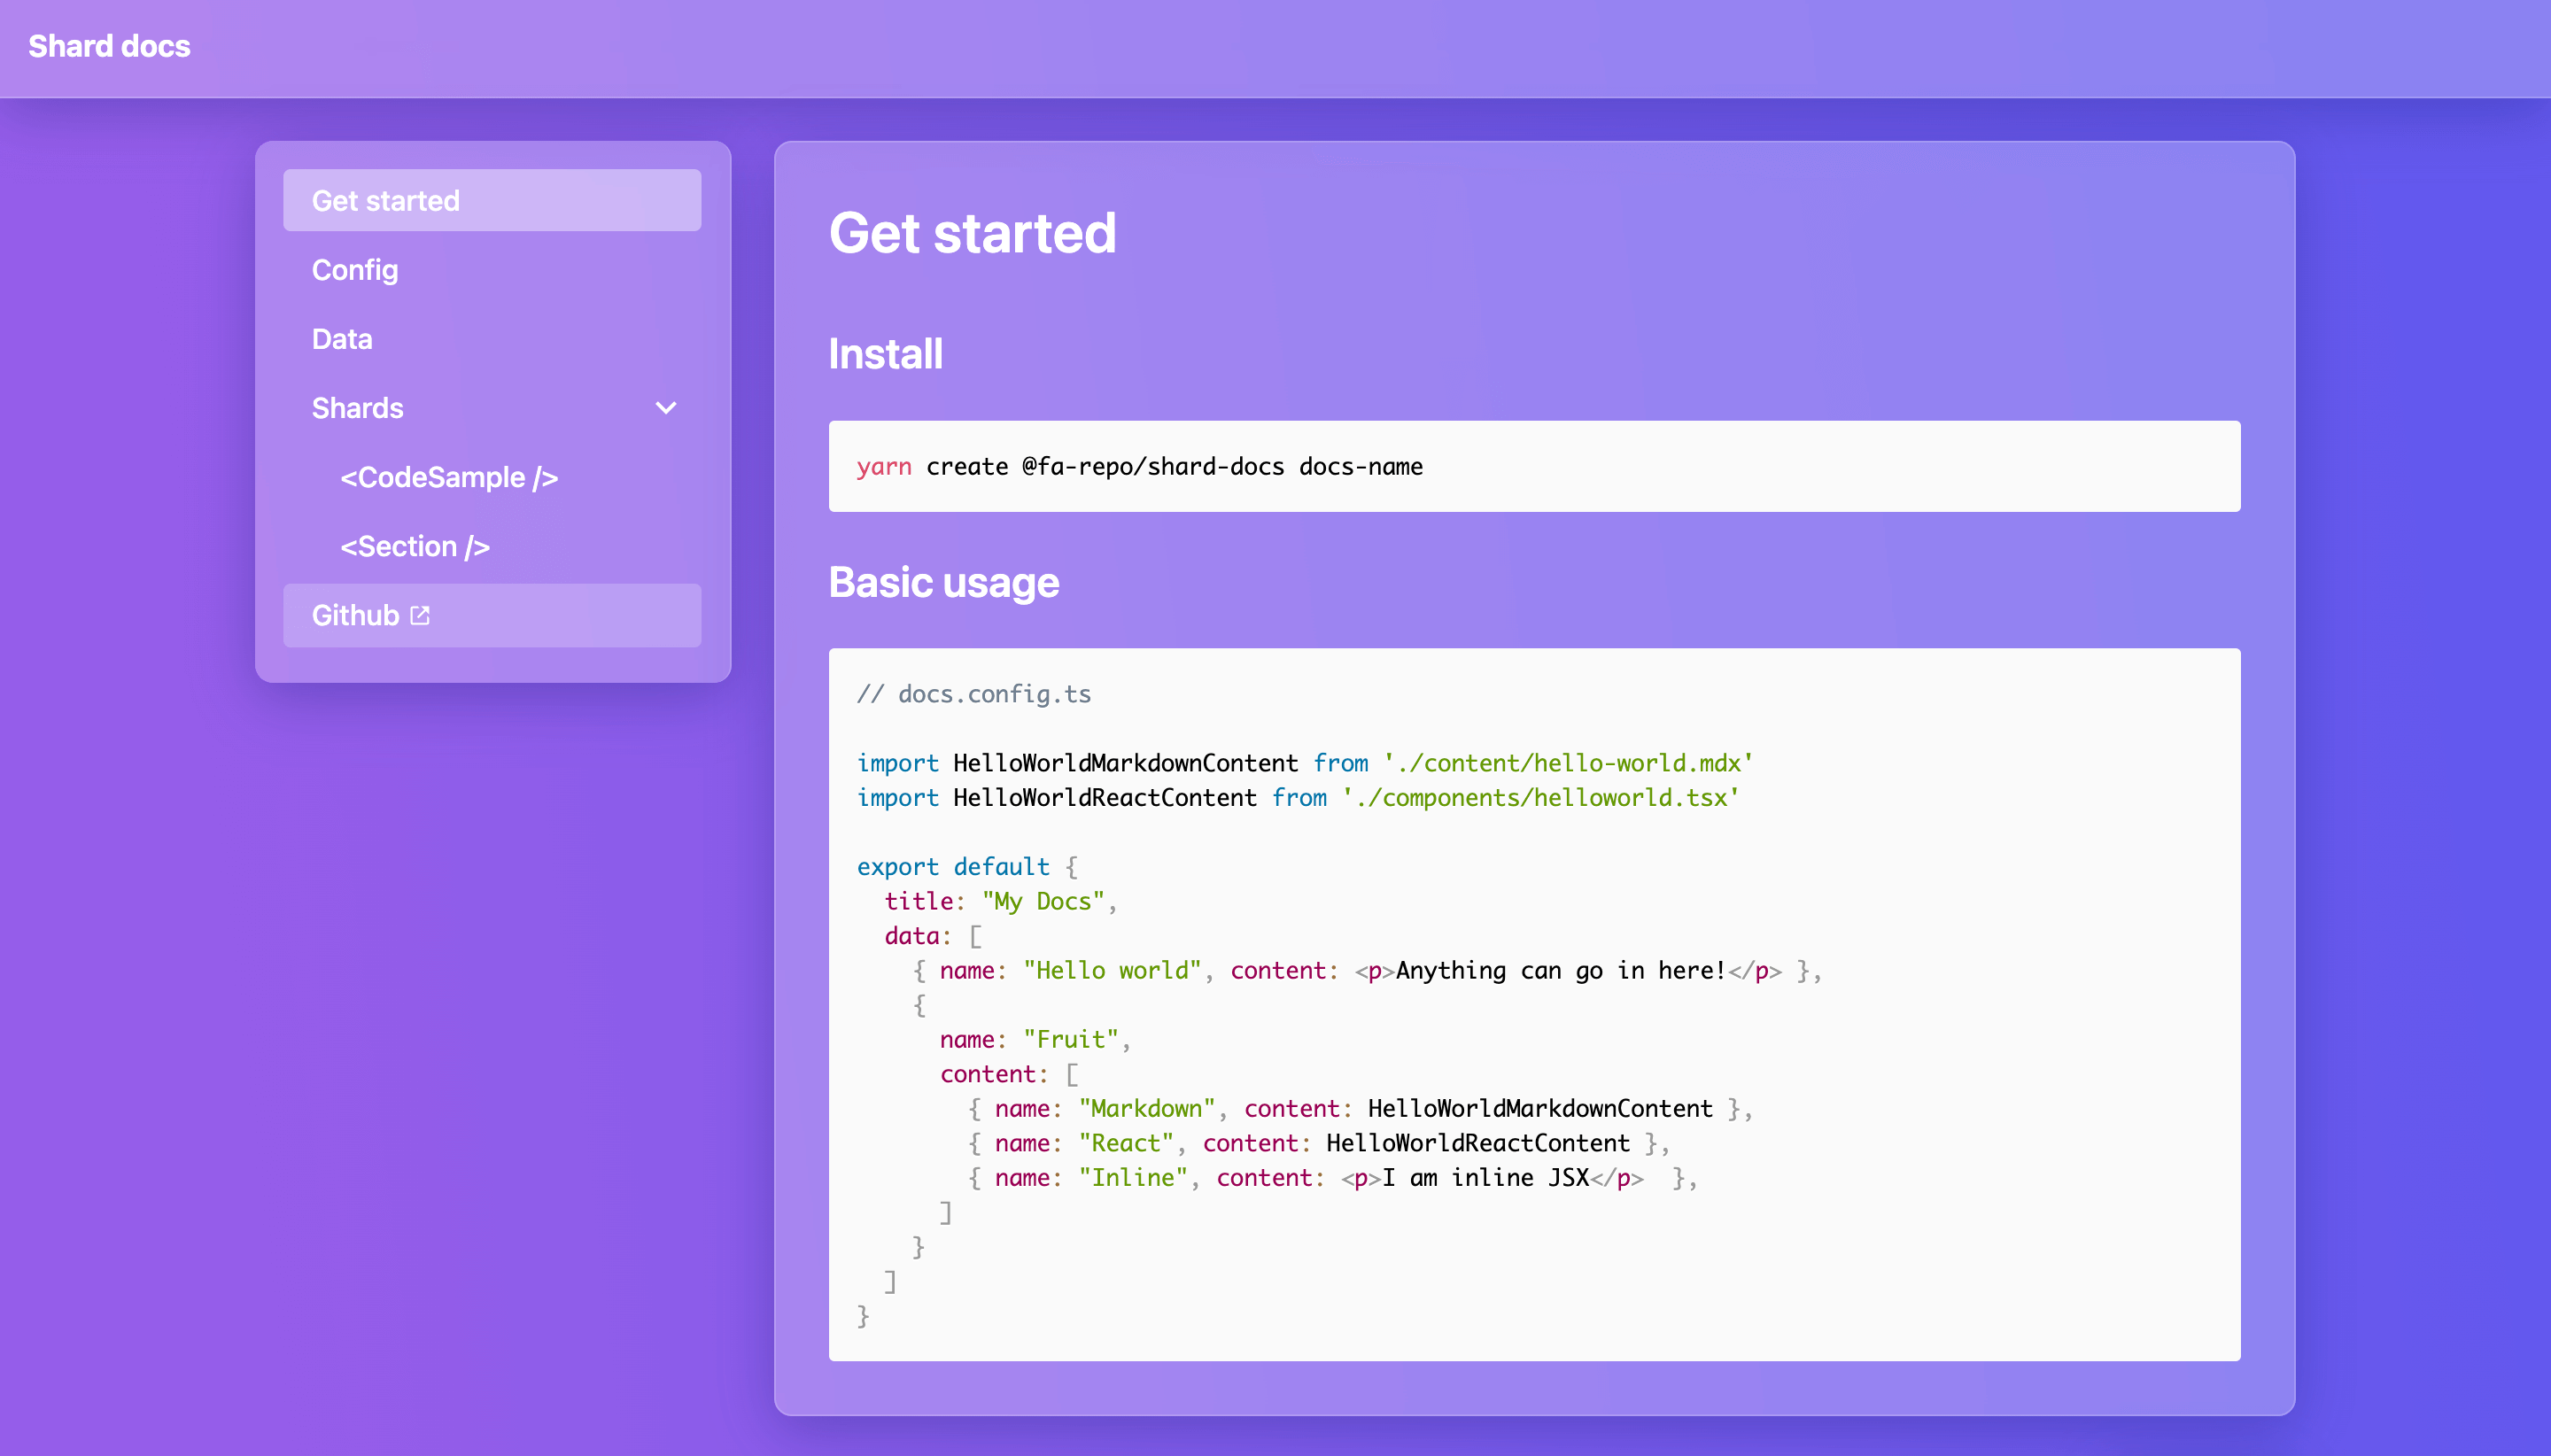 Shard docs
Get started
Config
Data
Shards
<CodeSample />
<Section />
Github
Get started
Install
yarn create @fa-repo/shard-docs docs-name
Basic usage
// docs.config.ts
import HelloWorldMarkdownContent from './content/hello-world.mdx'
import HelloWorldReactContent from './components/helloworld.tsx'
export default {
  title: "My Docs",
  data: [
    { name: "Hello world", content: <p>Anything can go in here!</p> },
    {
      name: "Fruit",
      content: [
        { name: "Markdown", content: HelloWorldMarkdownContent },
        { name: "React", content: HelloWorldReactContent },
        { name: "Inline", content: <p>I am inline JSX</p>  },
      ]
    }
  ]
}